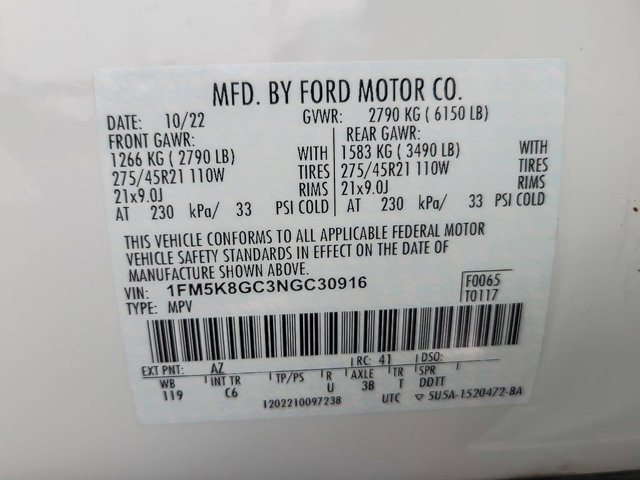 MFD. BY FORD MOTOR CO.
DATE: 10/22 GVWR: 2790 KG ( 6150 LB)
FRONT GAWR: REAR GAWR:
1266 KG ( 2790 LB) WITH 1583 KG ( 3490 LB) WITH
275/45R21 110W TIRES 275/45R21 110W TIRES
21x9.0J RIMS 21x9.0J RIMS
AT 230 kPa/ 33 PSI COLD AT 230 kPa/ 33 PSI COLD
THIS VEHICLE CONFORMS TO ALL APPLICABLE FEDERAL MOTOR
VEHICLE SAFETY STANDARDS IN EFFECT ON THE DATE OF
MANUFACTURE SHOWN ABOVE.
VIN: 1FM5K8GC3NGC30916 F0065
TYPE: MPV T0117
EXT PNT: AZ RC: 41 DSO:
WB INT TR TP/PS R AXLE TR SPR
119 C6 U 3B T DDTT
1202210097238 UTC ▽ 5U5A-1520472-BA